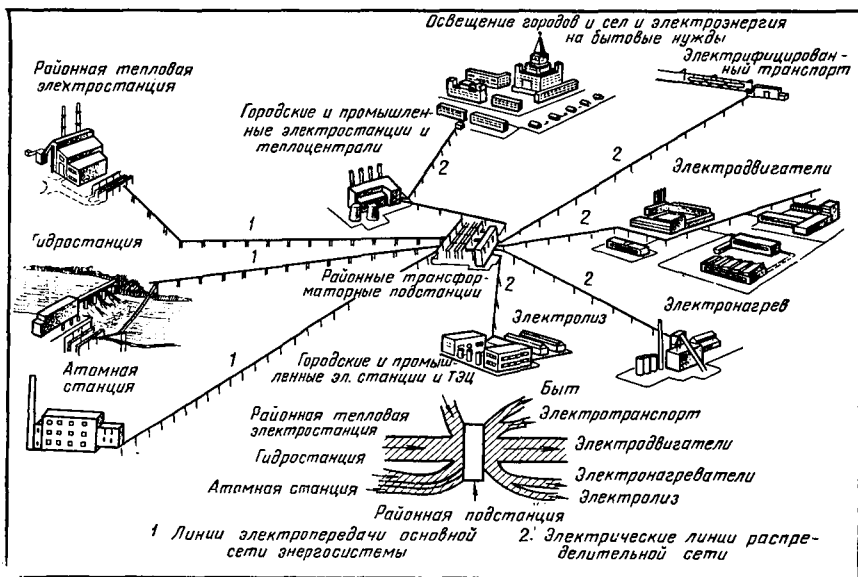 Освещение городов и сел и электроэнергия
на бытовые нужды
Районная тепловая
электростанция
Электрифицирован-
ный транспорт
Городские и промышлен-
ные электростанции и
теплоцентрали
2
2
Электродвигатели
1
2
Гидростанция
1
Районные трансфор-
маторные подстанции
2
2
Электронагрев
Электролиз
Атомная
станция
1
Городские и промыш-
ленные эл. станции и ТЭЦ
Быт
Районная тепловая
электростанция
Электротранспорт
Гидростанция
Электродвигатели
Атомная станция
Электронагреватели
Электролиз
Районная подстанция
1 Линии электропередачи основной
сети энергосистемы
2. Электрические линии распре-
делительной сети